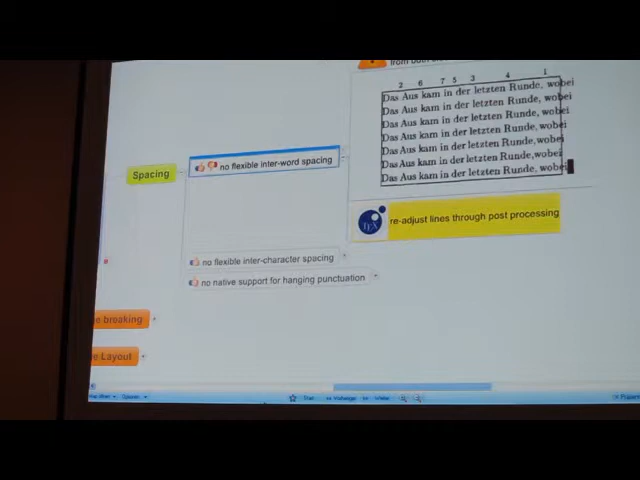 from both
2 6 7 5 3 4 1
Das Aus kam in der letzten Runde, wobei
Das Aus kam in der letzten Runde, wobei
Das Aus kam in der letzten Runde, wobei
Das Aus kam in der letzten Runde, wobei
Das Aus kam in der letzten Runde, wobei
Das Aus kam in der letzten Runde, wobei
Das Aus kam in der letzten Runde, wobei
Spacing
no flexible inter-word spacing
TEX
re-adjust lines through post processing
no flexible inter-character spacing
no native support for hanging punctuation
e breaking
e Layout